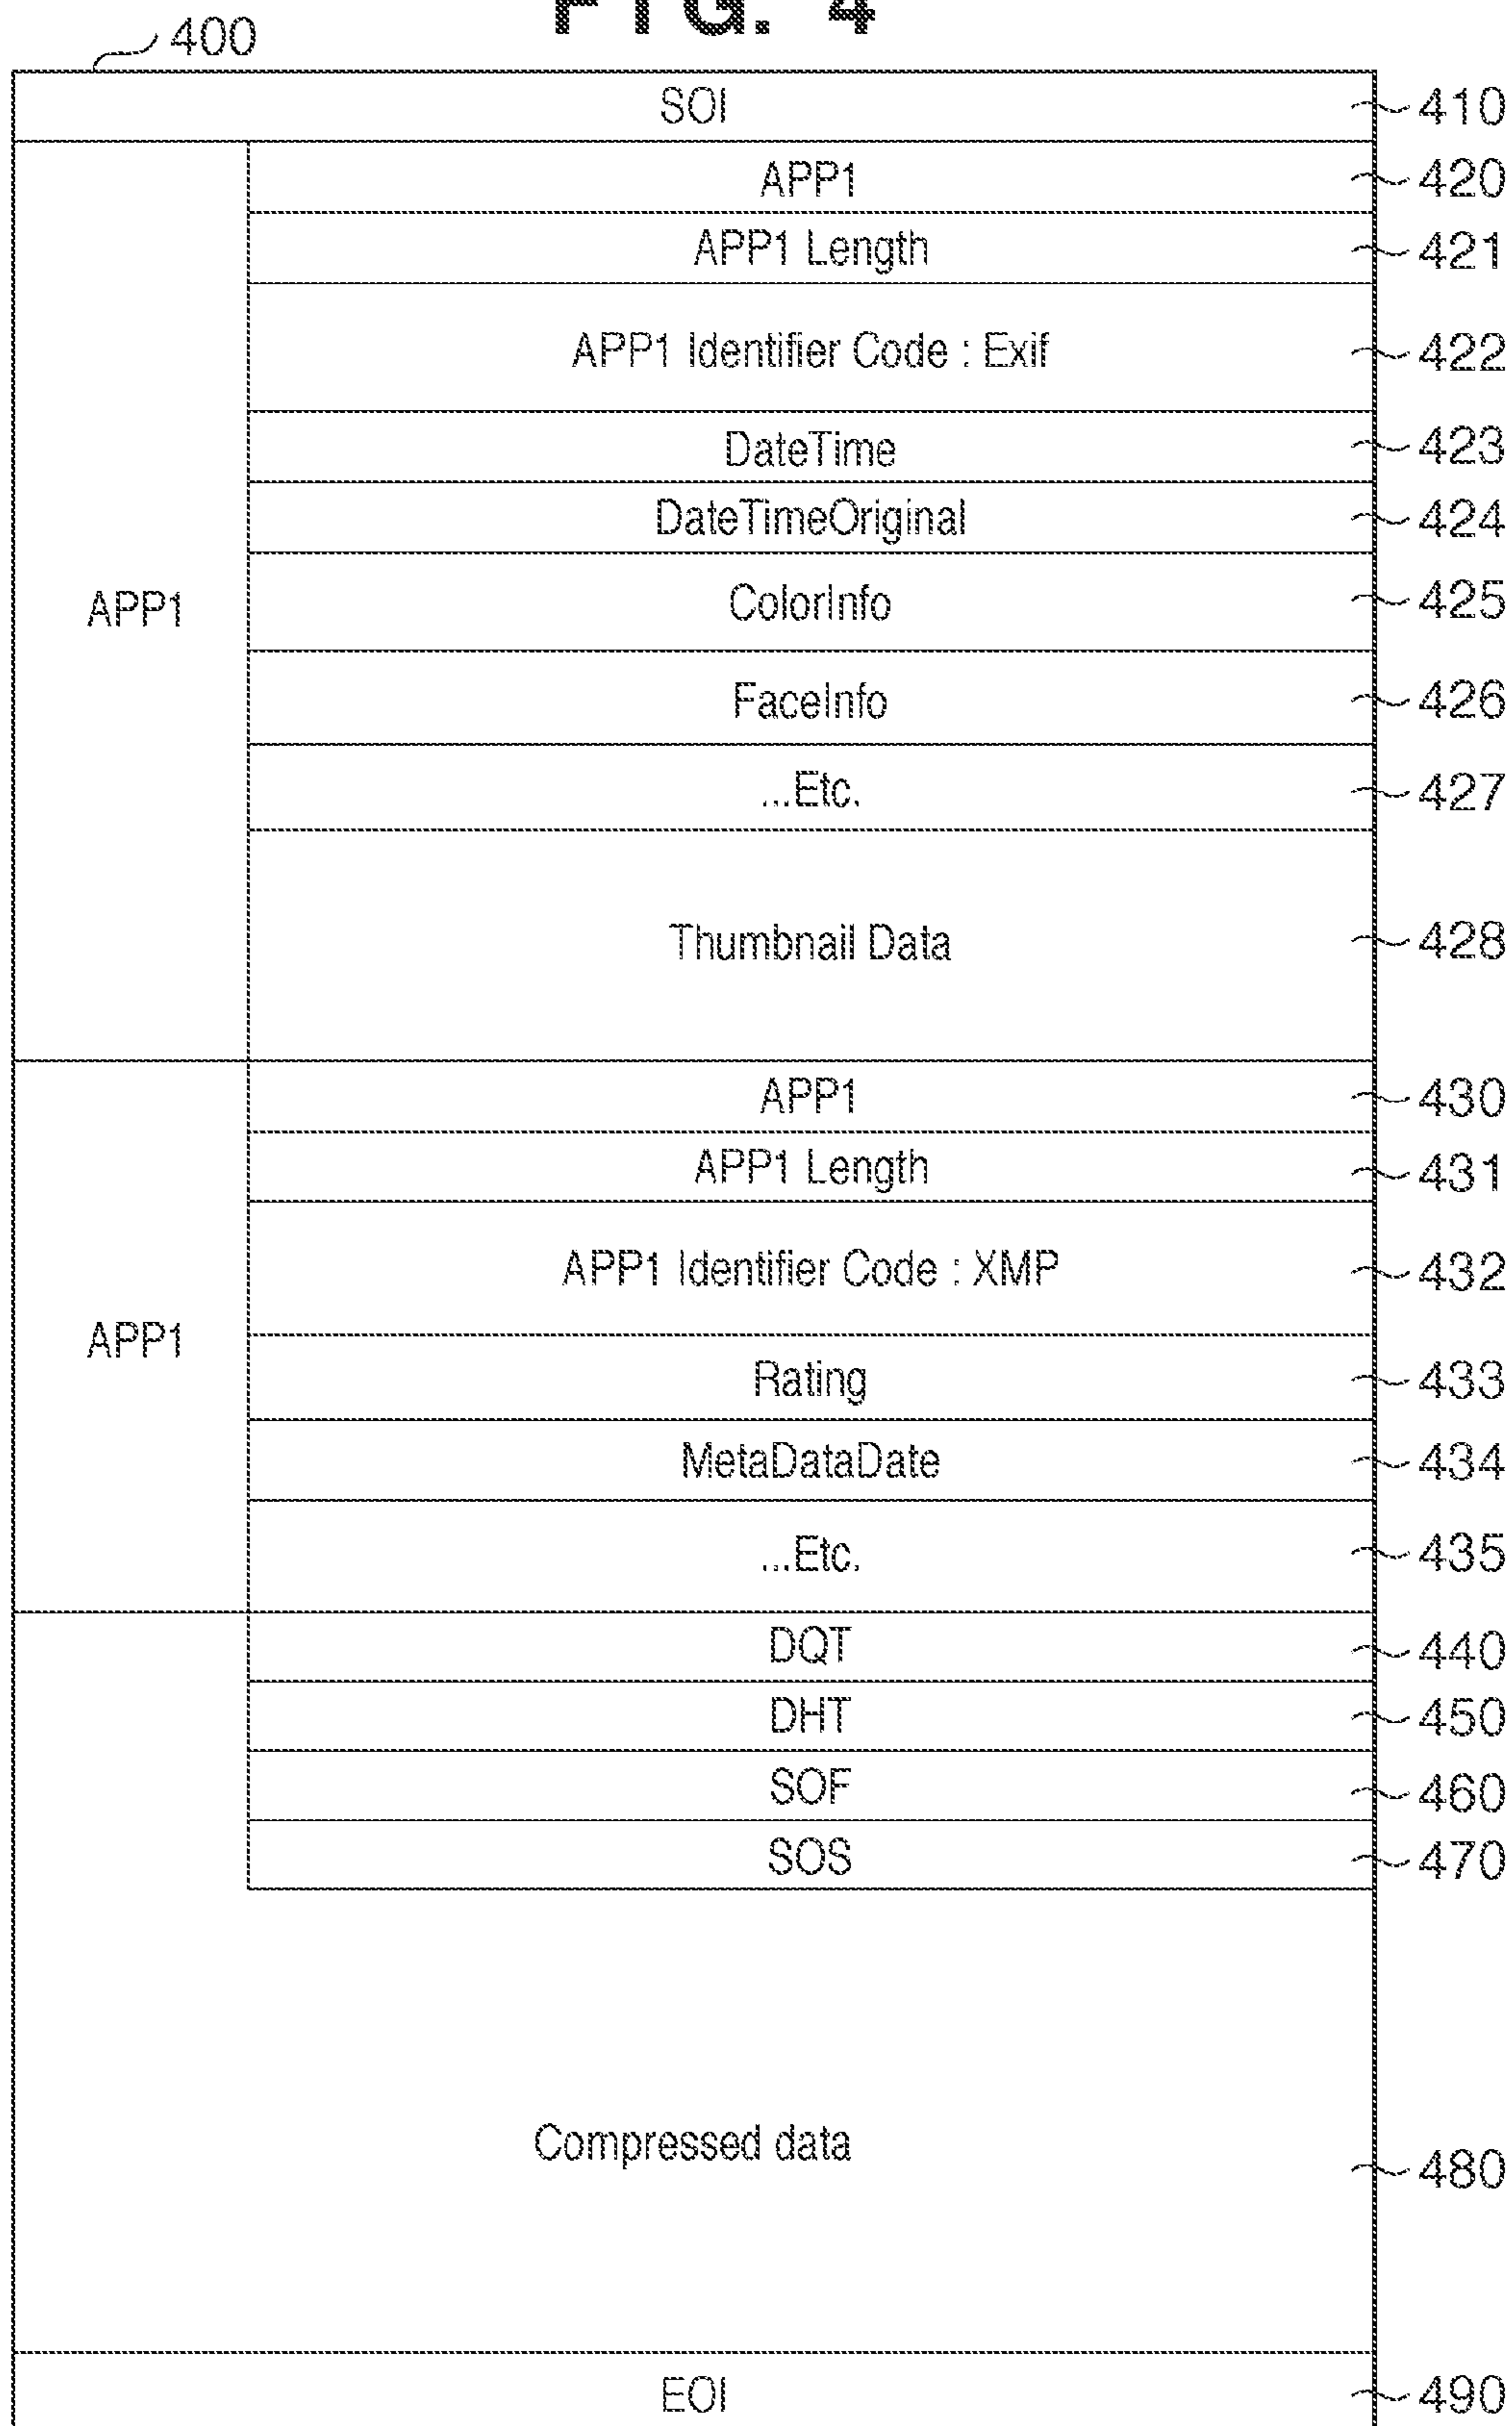 FIG. 4
400
SOI 410
APP1
APP1 420
APP1 Length 421
APP1 Identifier Code : Exif 422
DateTime 423
DateTimeOriginal 424
ColorInfo 425
FaceInfo 426
...Etc. 427
Thumbnail Data 428
APP1
APP1 430
APP1 Length 431
APP1 Identifier Code : XMP 432
Rating 433
MetaDataDate 434
...Etc. 435
DQT 440
DHT 450
SOF 460
SOS 470
Compressed data 480
EOI 490